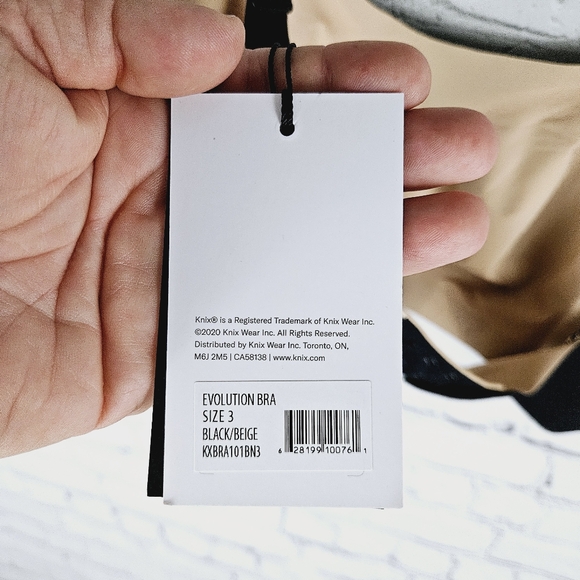 Knix® is a Registered Trademark of Knix Wear Inc.
©2020 Knix Wear Inc. All Rights Reserved.
Distributed by Knix Wear Inc. Toronto, ON,
M6J 2M5 | CA58138 | www.knix.com
EVOLUTION BRA
SIZE 3
BLACK/BEIGE
KXBRA101BN3
6 28199 10076 1